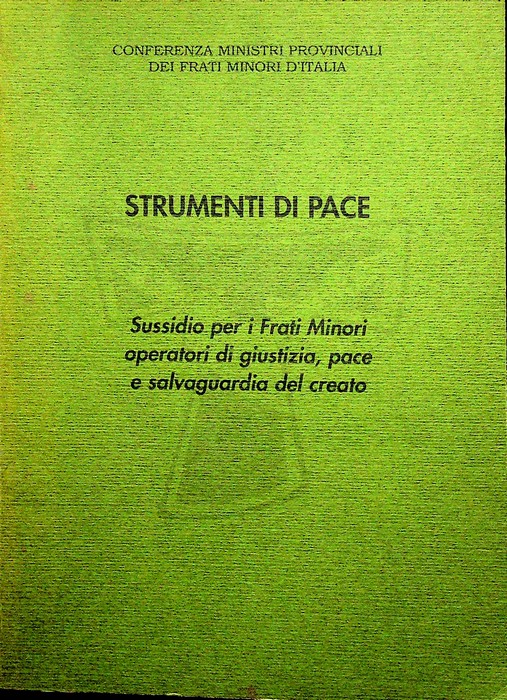 CONFERENZA MINISTRI PROVINCIALI
DEI FRATI MINORI D'ITALIA
STRUMENTI DI PACE
Sussidio per i Frati Minori
operatori di giustizia, pace
e salvaguardia del creato